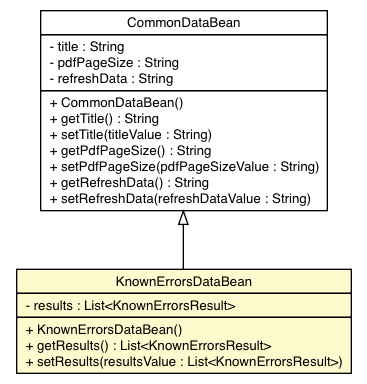 CommonDataBean
- title : String
- pdfPageSize : String
- refreshData : String
+ CommonDataBean()
+ getTitle() : String
+ setTitle(titleValue : String)
+ getPdfPageSize() : String
+ setPdfPageSize(pdfPageSizeValue : String)
+ getRefreshData() : String
+ setRefreshData(refreshDataValue : String)
KnownErrorsDataBean
- results : List<KnownErrorsResult>
+ KnownErrorsDataBean()
+ getResults() : List<KnownErrorsResult>
+ setResults(resultsValue : List<KnownErrorsResult>)